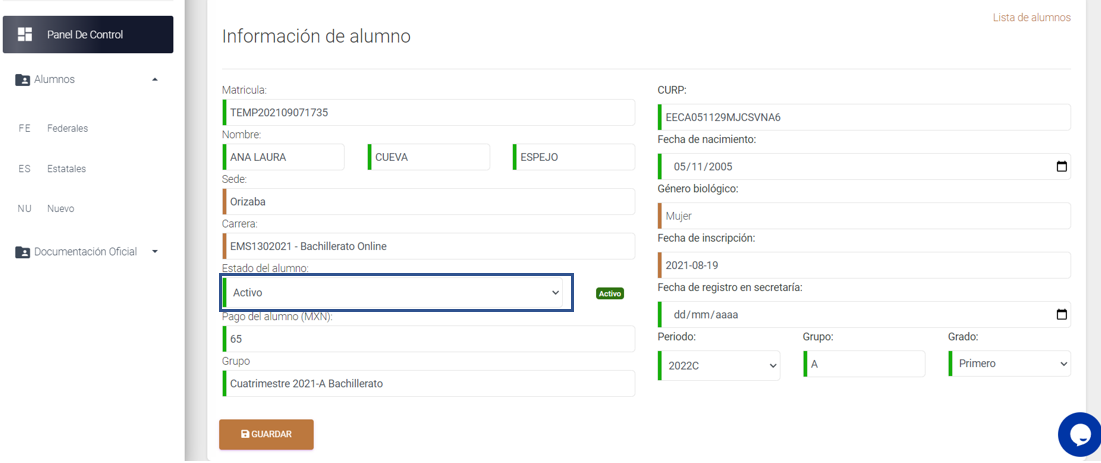 Panel De Control
Alumnos
FE Federales
ES Estatales
NU Nuevo
Documentación Oficial
Lista de alumnos
Información de alumno
Matricula:
TEMP202109071735
Nombre:
ANA LAURA CUEVA ESPEJO
Sede:
Orizaba
Carrera:
EMS1302021 - Bachillerato Online
Estado del alumno:
Activo Activo
Pago del alumno (MXN):
65
Grupo
Cuatrimestre 2021-A Bachillerato
GUARDAR
CURP:
EECA051129MJCSVNA6
Fecha de nacimiento:
05/11/2005
Género biológico:
Mujer
Fecha de inscripción:
2021-08-19
Fecha de registro en secretaría:
dd/mm/aaaa
Periodo: Grupo: Grado:
2022C A Primero